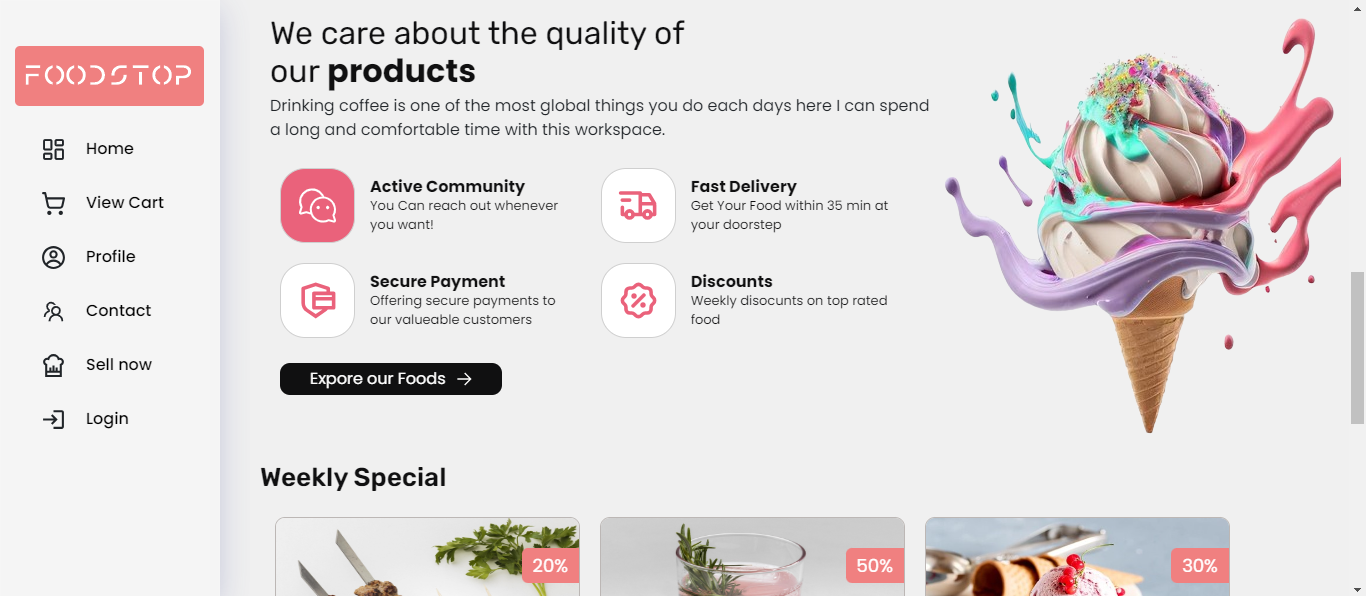 FOODSTOP
Home
View Cart
Profile
Contact
Sell now
Login
We care about the quality of
our products
Drinking coffee is one of the most global things you do each days here I can spend
a long and comfortable time with this workspace.
Active Community
You Can reach out whenever
you want!
Fast Delivery
Get Your Food within 35 min at
your doorstep
Secure Payment
Offering secure payments to
our valueable customers
Discounts
Weekly disocunts on top rated
food
Expore our Foods
Weekly Special
20%
50%
30%